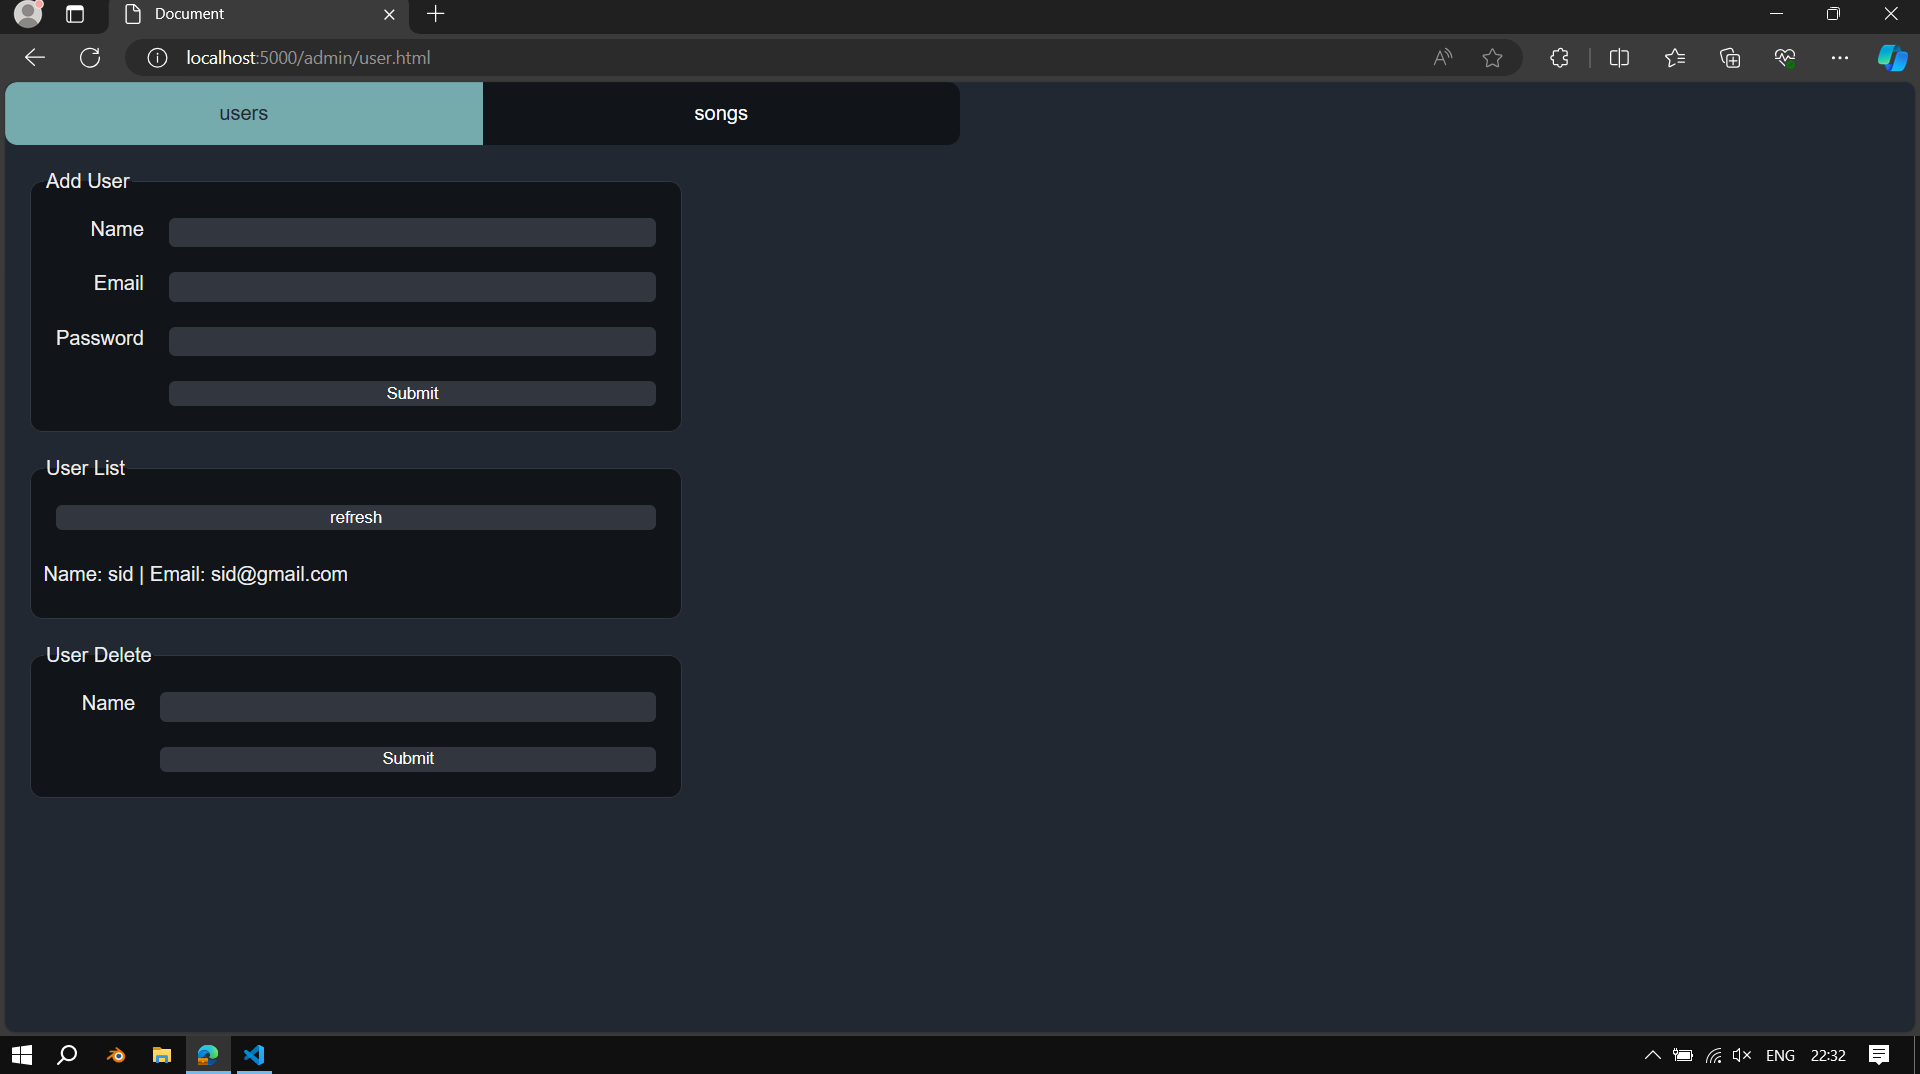 Document
localhost:5000/admin/user.html
users
songs
Add User
Name
Email
Password
Submit
User List
refresh
Name: sid | Email: sid@gmail.com
User Delete
Name
Submit
ENG
22:32